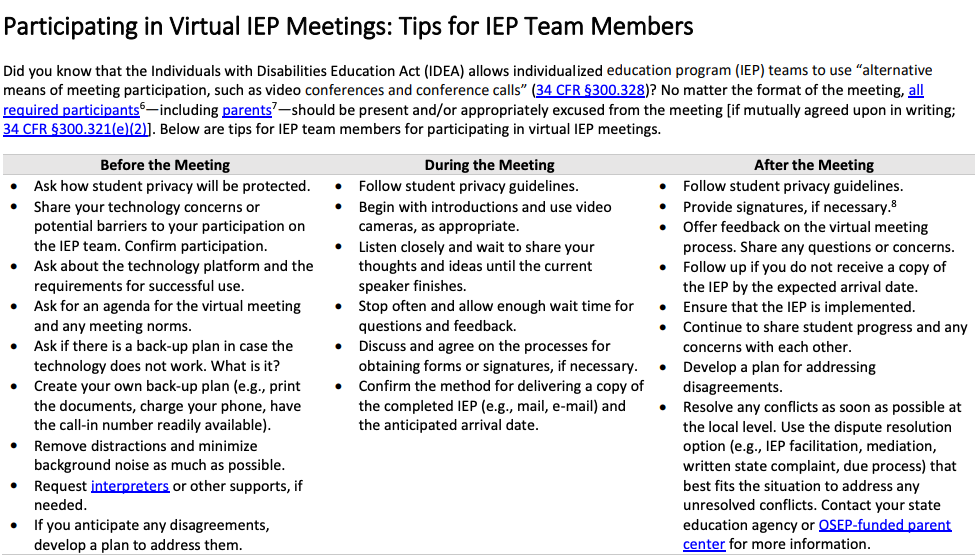 Participating in Virtual IEP Meetings: Tips for IEP Team Members
Did you know that the Individuals with Disabilities Education Act (IDEA) allows individualized education program (IEP) teams to use “alternative
means of meeting participation, such as video conferences and conference calls” (34 CFR §300.328)? No matter the format of the meeting, all
required participants6—including parents7—should be present and/or appropriately excused from the meeting [if mutually agreed upon in writing;
34 CFR §300.321(e)(2)]. Below are tips for IEP team members for participating in virtual IEP meetings.
Before the Meeting
• Ask how student privacy will be protected.
• Share your technology concerns or
potential barriers to your participation on
the IEP team. Confirm participation.
• Ask about the technology platform and the
requirements for successful use.
• Ask for an agenda for the virtual meeting
and any meeting norms.
• Ask if there is a back-up plan in case the
technology does not work. What is it?
• Create your own back-up plan (e.g., print
the documents, charge your phone, have
the call-in number readily available).
• Remove distractions and minimize
background noise as much as possible.
• Request interpreters or other supports, if
needed.
• If you anticipate any disagreements,
develop a plan to address them.
During the Meeting
• Follow student privacy guidelines.
• Begin with introductions and use video
cameras, as appropriate.
• Listen closely and wait to share your
thoughts and ideas until the current
speaker finishes.
• Stop often and allow enough wait time for
questions and feedback.
• Discuss and agree on the processes for
obtaining forms or signatures, if necessary.
• Confirm the method for delivering a copy of
the completed IEP (e.g., mail, e-mail) and
the anticipated arrival date.
After the Meeting
• Follow student privacy guidelines.
• Provide signatures, if necessary.8
• Offer feedback on the virtual meeting
process. Share any questions or concerns.
• Follow up if you do not receive a copy of
the IEP by the expected arrival date.
• Ensure that the IEP is implemented.
• Continue to share student progress and any
concerns with each other.
• Develop a plan for addressing
disagreements.
• Resolve any conflicts as soon as possible at
the local level. Use the dispute resolution
option (e.g., IEP facilitation, mediation,
written state complaint, due process) that
best fits the situation to address any
unresolved conflicts. Contact your state
education agency or OSEP-funded parent
center for more information.